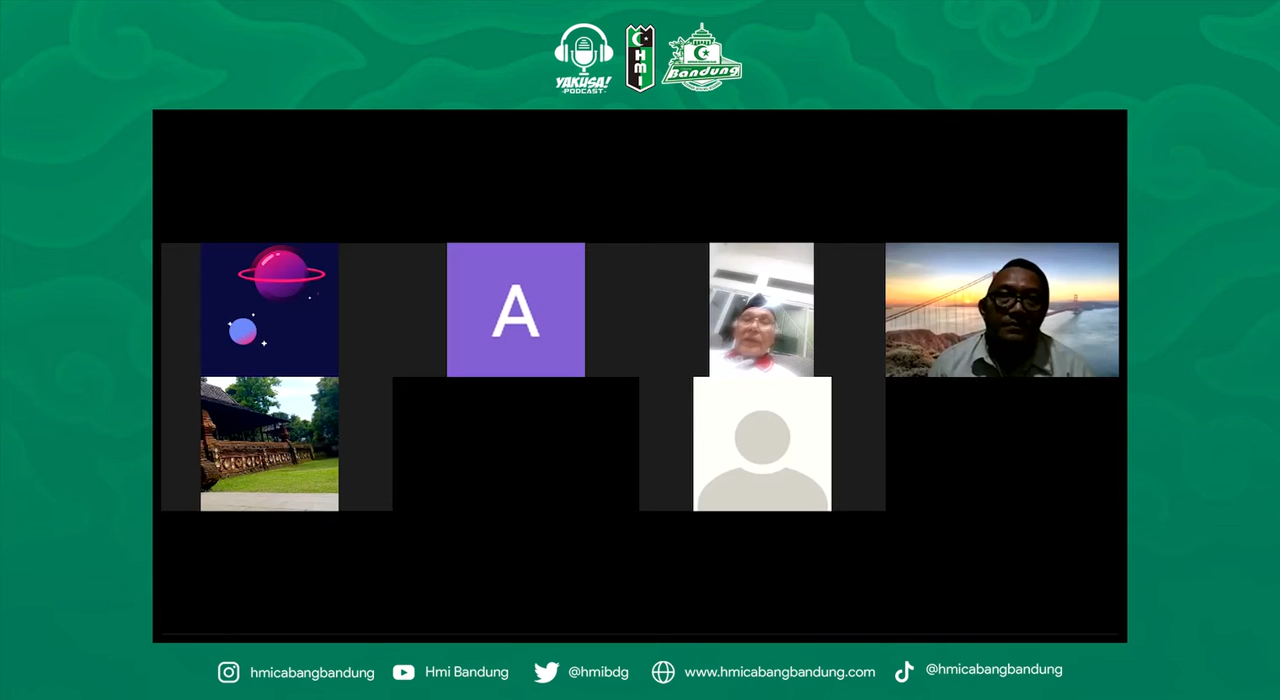 YAKUSA!
-PODCAST-
HMI
Bandung
A
hmicabangbandung
Hmi Bandung
@hmibdg
www.hmicabangbandung.com
@hmicabangbandung